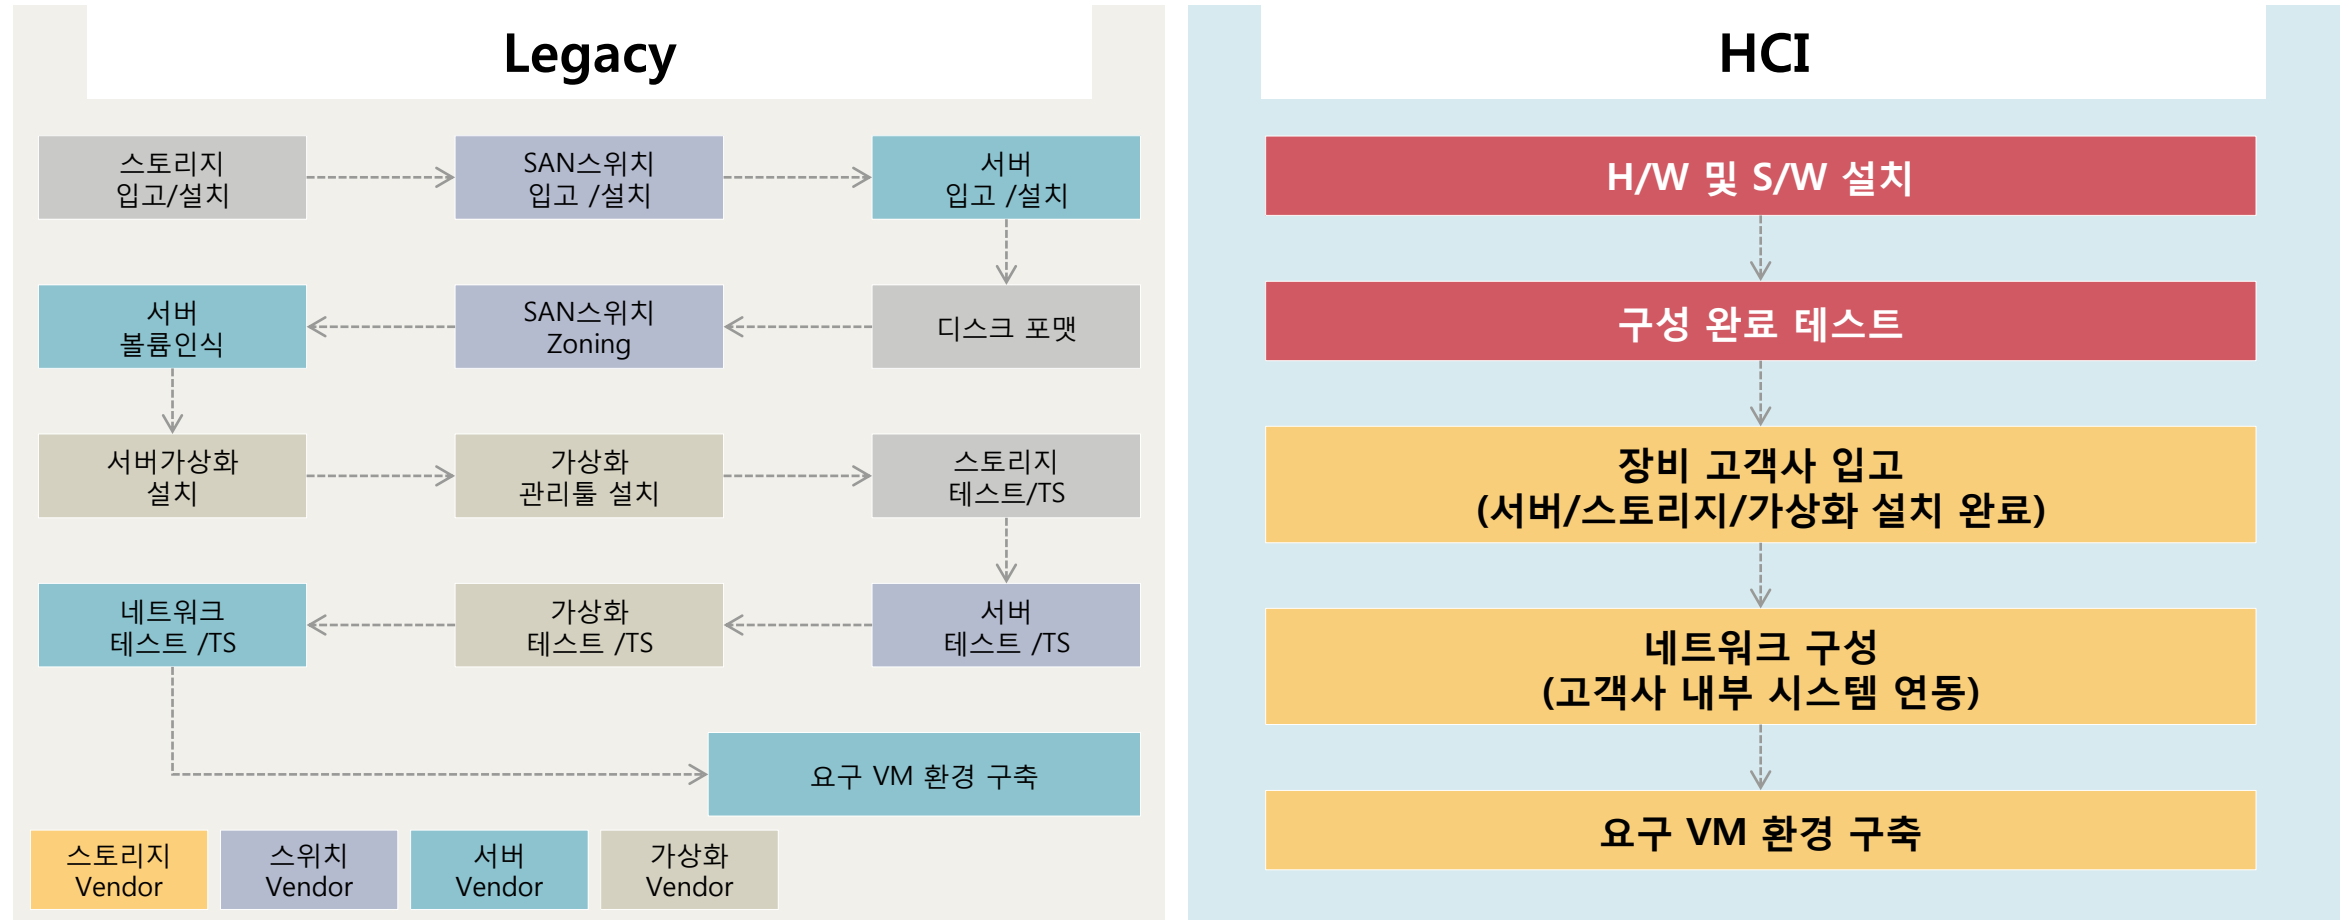 Legacy
스토리지
입고/설치
SAN스위치
입고 /설치
서버
입고 /설치
서버
볼륨인식
SAN스위치
Zoning
디스크 포맷
서버가상화
설치
가상화
관리툴 설치
스토리지
테스트/TS
네트워크
테스트 /TS
가상화
테스트 /TS
서버
테스트 /TS
요구 VM 환경 구축
스토리지
Vendor
스위치
Vendor
서버
Vendor
가상화
Vendor
HCI
H/W 및 S/W 설치
구성 완료 테스트
장비 고객사 입고
(서버/스토리지/가상화 설치 완료)
네트워크 구성
(고객사 내부 시스템 연동)
요구 VM 환경 구축